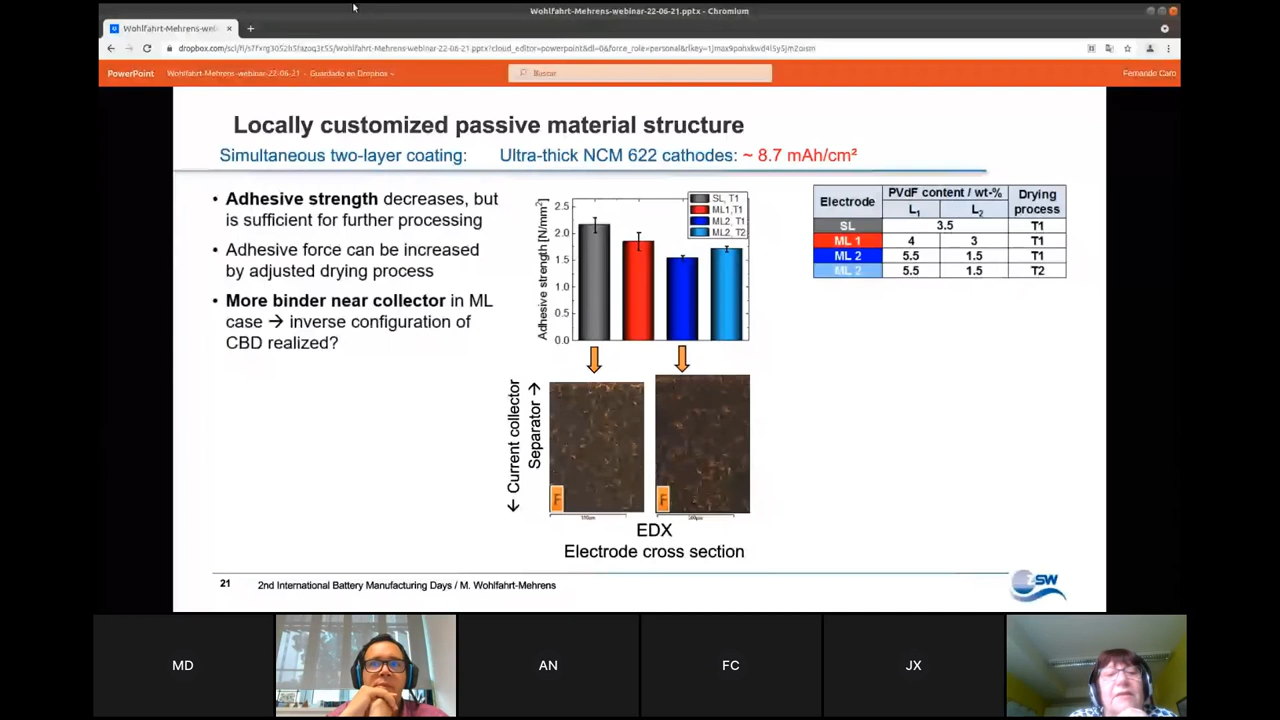 Wohlfahrt-Mehrens-webinar-22-06-21.pptx - Chromium
Wohlfahrt-Mehrens-web
PowerPoint
Wohlfahrt-Mehrens-webinar-22-06-21 - Guardado en Dropbox
Buscar
Fernando Caro
Locally customized passive material structure
Simultaneous two-layer coating: Ultra-thick NCM 622 cathodes: ~ 8.7 mAh/cm²
• Adhesive strength decreases, but
is sufficient for further processing
• Adhesive force can be increased
by adjusted drying process
• More binder near collector in ML
case → inverse configuration of
CBD realized?
Adhesive strength [N/mm²]
2.5
2.0
1.5
1.0
0.5
0.0
SL, T1
ML1,T1
ML2, T1
ML2, T2
← Current collector
Separator →
F
F
EDX
Electrode cross section
Electrode PVdF content / wt-% Drying process
L1 L2
SL 3.5 T1
ML 1 4 3 T1
ML 2 5.5 1.5 T1
ML 2 5.5 1.5 T2
21 2nd International Battery Manufacturing Days / M. Wohlfahrt-Mehrens
ZSW
MD
AN
FC
JX